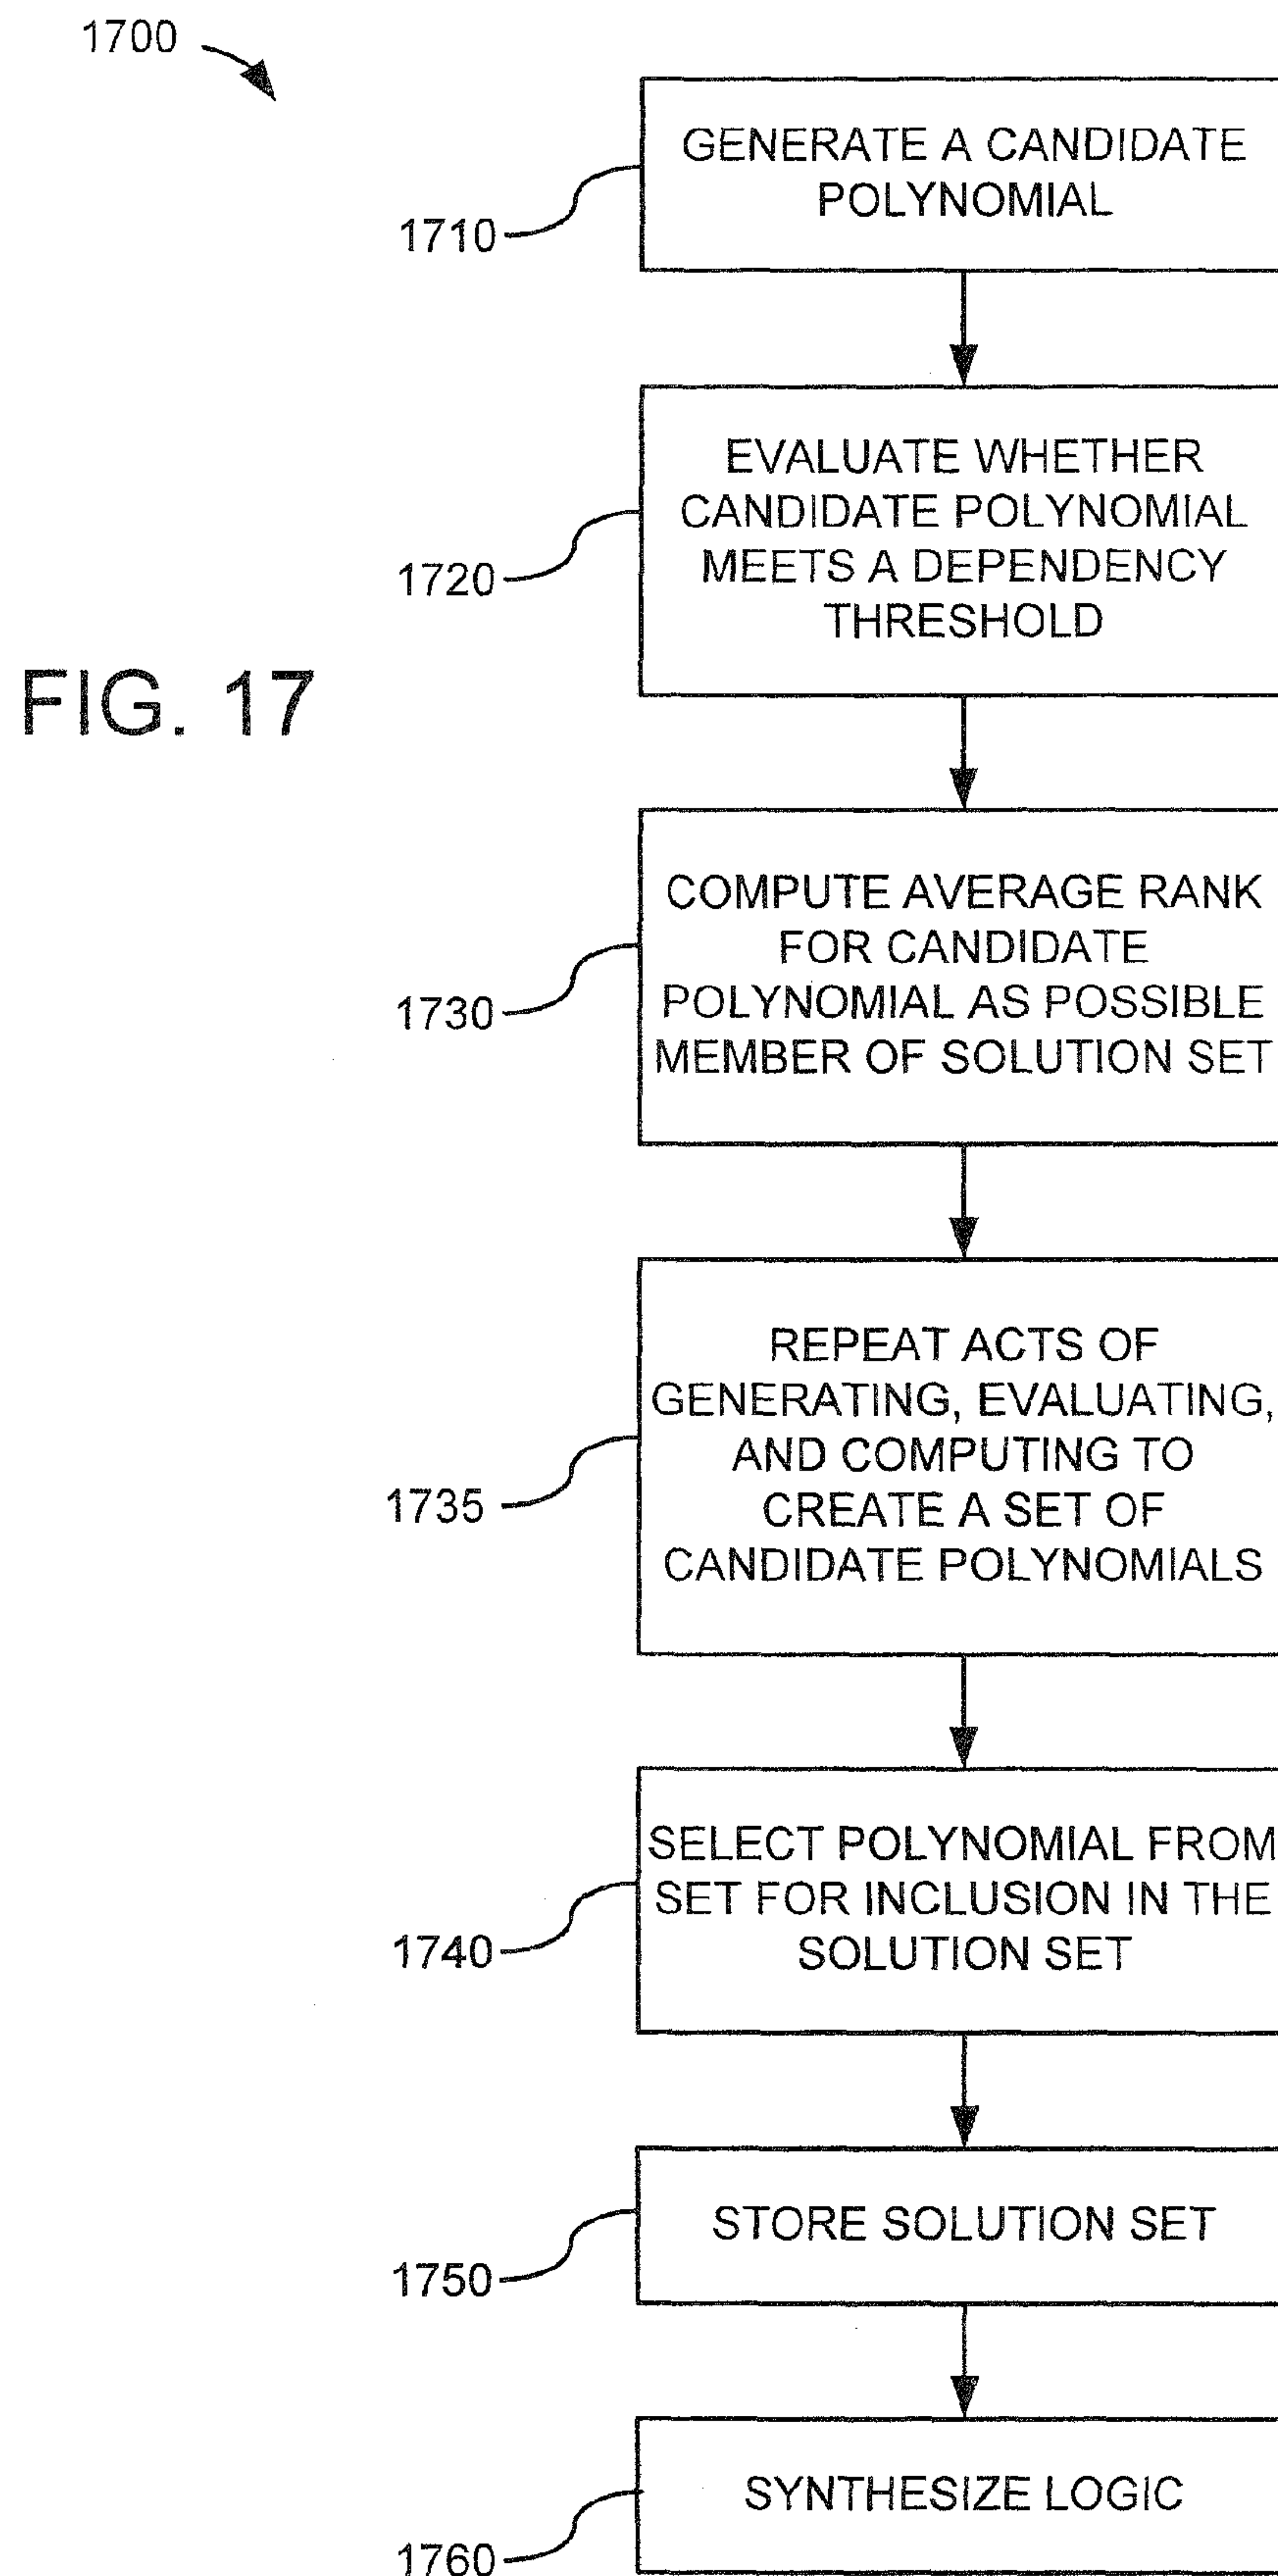 1700
GENERATE A CANDIDATE
POLYNOMIAL
1710
EVALUATE WHETHER
CANDIDATE POLYNOMIAL
MEETS A DEPENDENCY
THRESHOLD
1720
FIG. 17
COMPUTE AVERAGE RANK
FOR CANDIDATE
POLYNOMIAL AS POSSIBLE
MEMBER OF SOLUTION SET
1730
REPEAT ACTS OF
GENERATING, EVALUATING,
AND COMPUTING TO
CREATE A SET OF
CANDIDATE POLYNOMIALS
1735
SELECT POLYNOMIAL FROM
SET FOR INCLUSION IN THE
SOLUTION SET
1740
STORE SOLUTION SET
1750
SYNTHESIZE LOGIC
1760